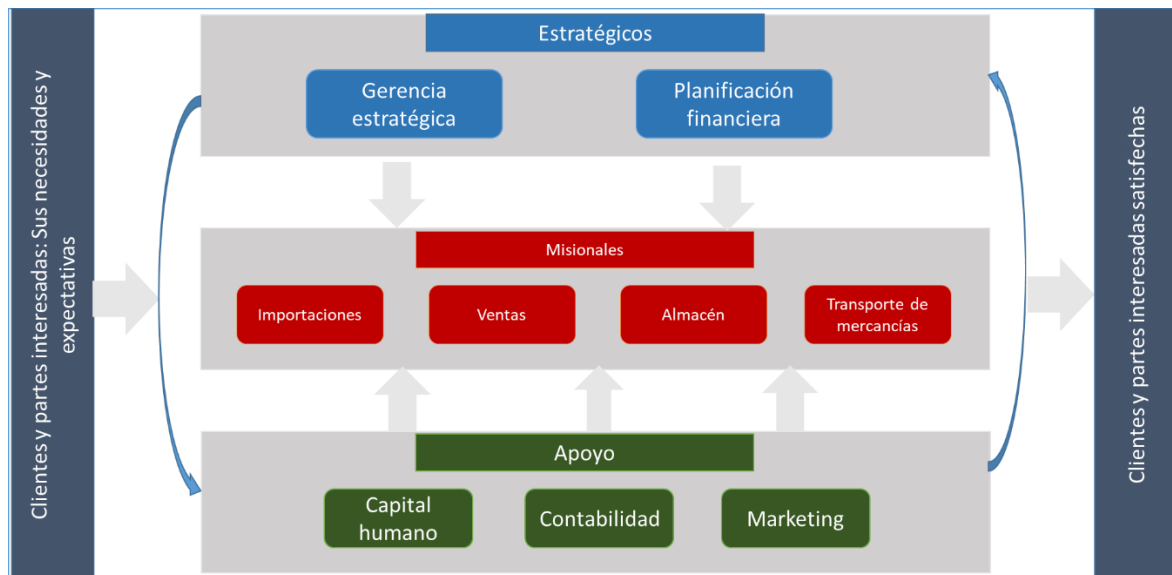 Clientes y partes interesadas: Sus necesidades y
expectativas
Estratégicos
Gerencia
estratégica
Planificación
financiera
Misionales
Importaciones
Ventas
Almacén
Transporte de
mercancías
Apoyo
Capital
humano
Contabilidad
Marketing
Clientes y partes interesadas satisfechas